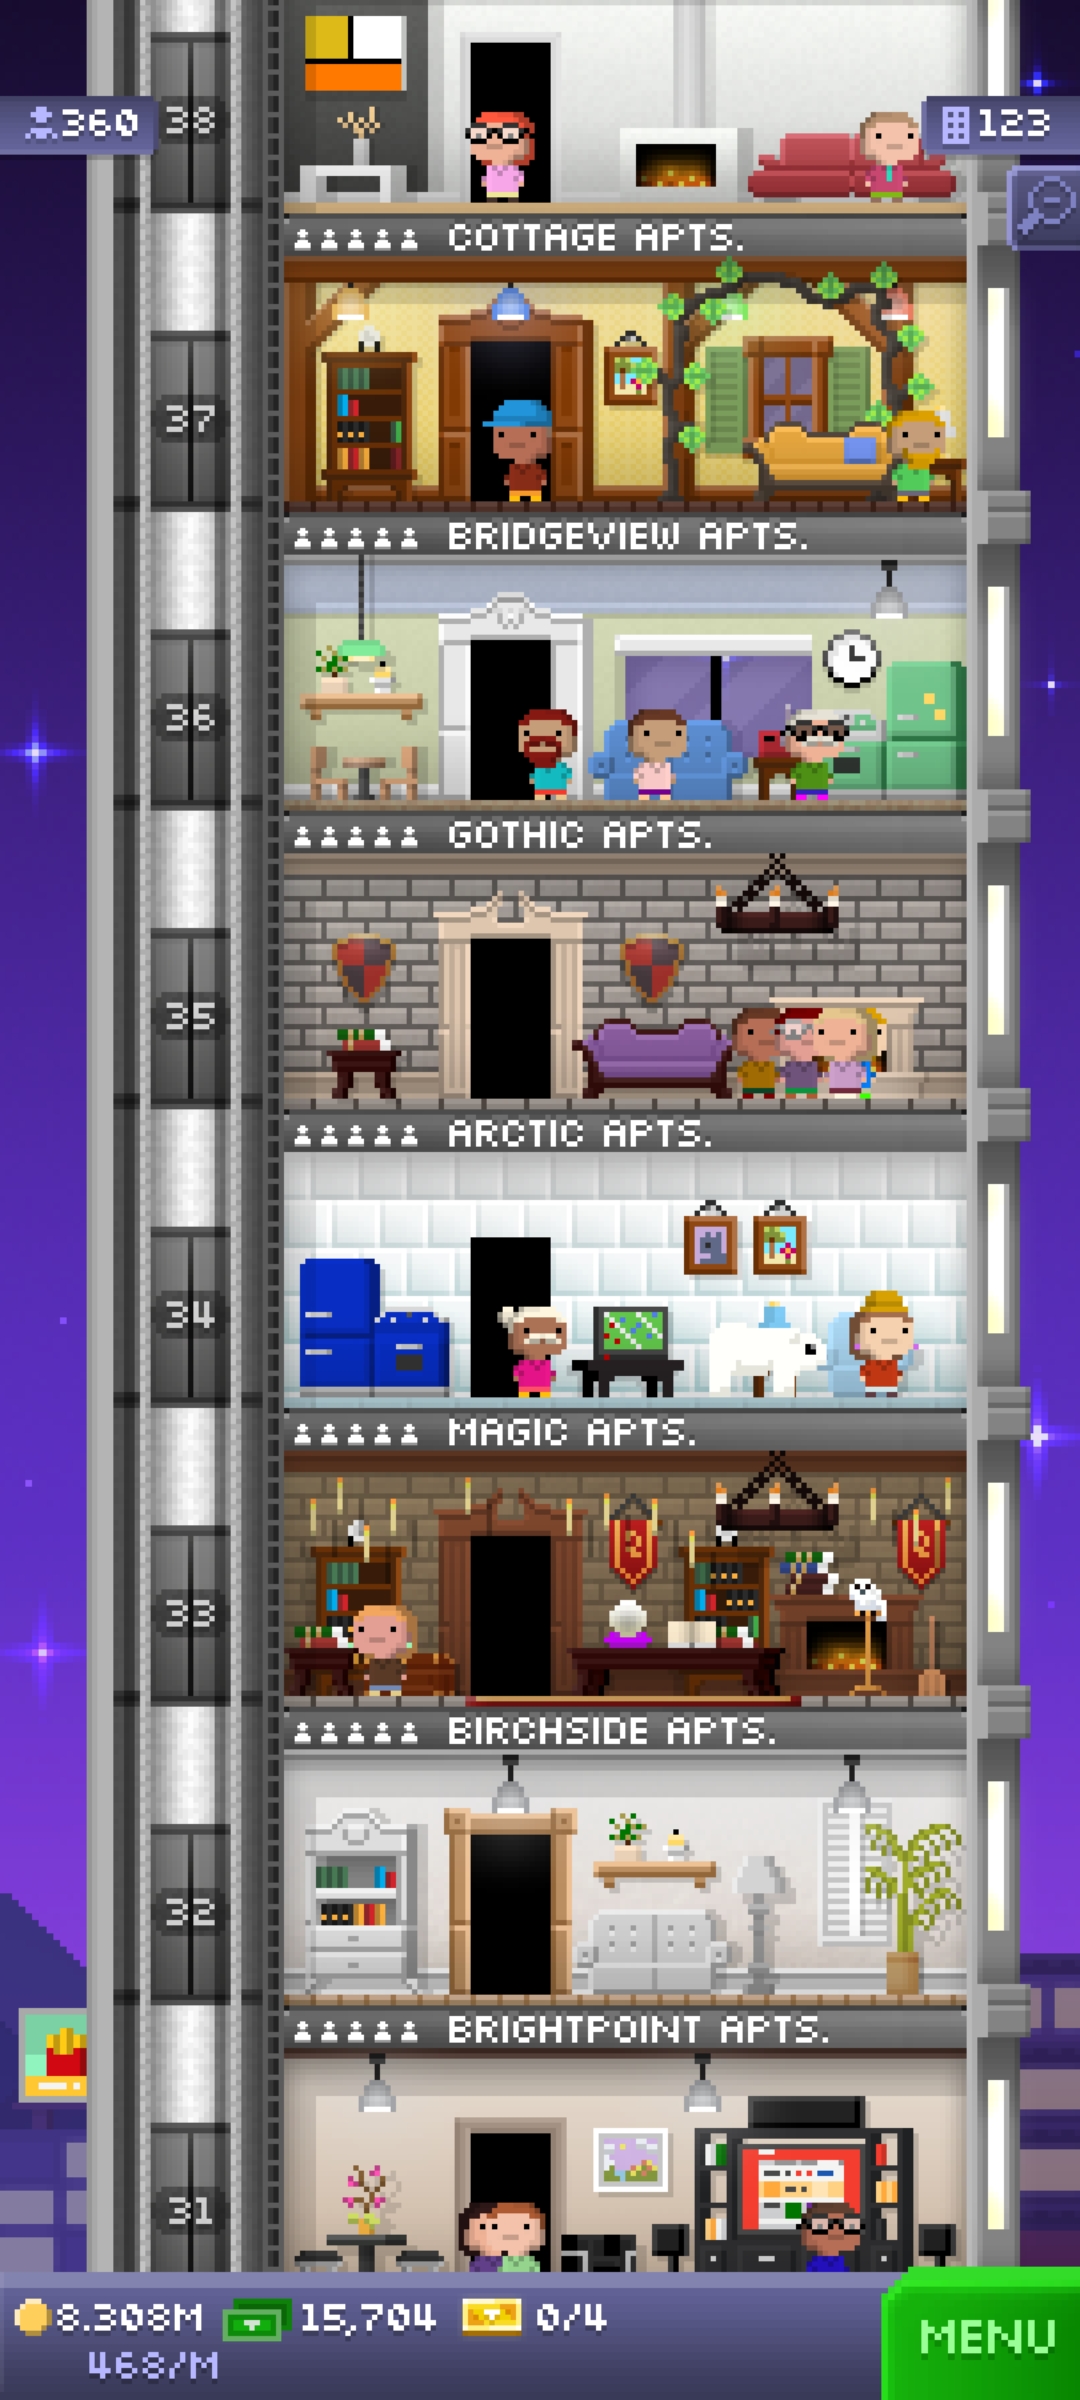 360
38
123
COTTAGE APTS.
37
BRIDGEVIEW APTS.
36
GOTHIC APTS.
35
ARCTIC APTS.
34
MAGIC APTS.
33
BIRCHSIDE APTS.
32
BRIGHTPOINT APTS.
31
8.308M 15,704 0/4
468/M
MENU